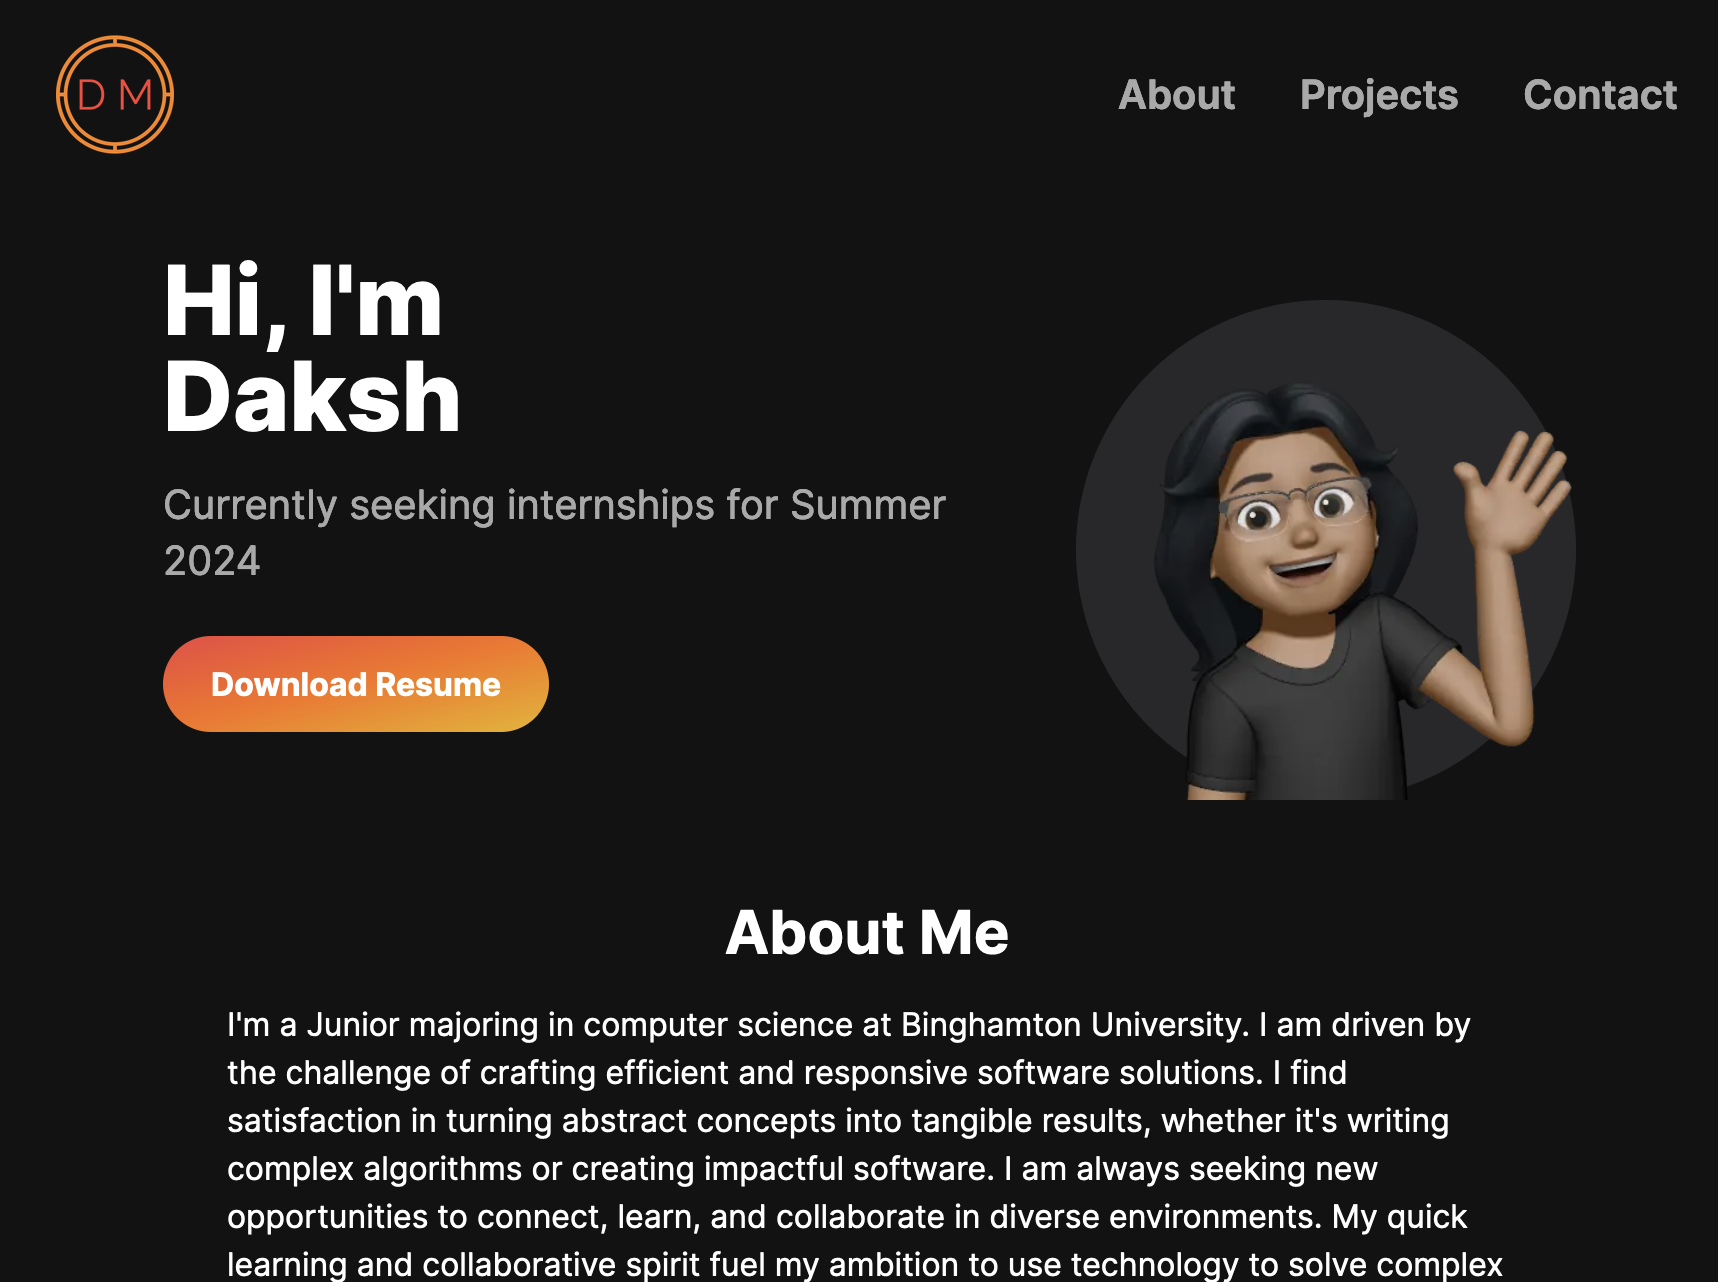 D M
About Projects Contact
Hi, I'm
Daksh
Currently seeking internships for Summer
2024
Download Resume
About Me
I'm a Junior majoring in computer science at Binghamton University. I am driven by
the challenge of crafting efficient and responsive software solutions. I find
satisfaction in turning abstract concepts into tangible results, whether it's writing
complex algorithms or creating impactful software. I am always seeking new
opportunities to connect, learn, and collaborate in diverse environments. My quick
learning and collaborative spirit fuel my ambition to use technology to solve complex